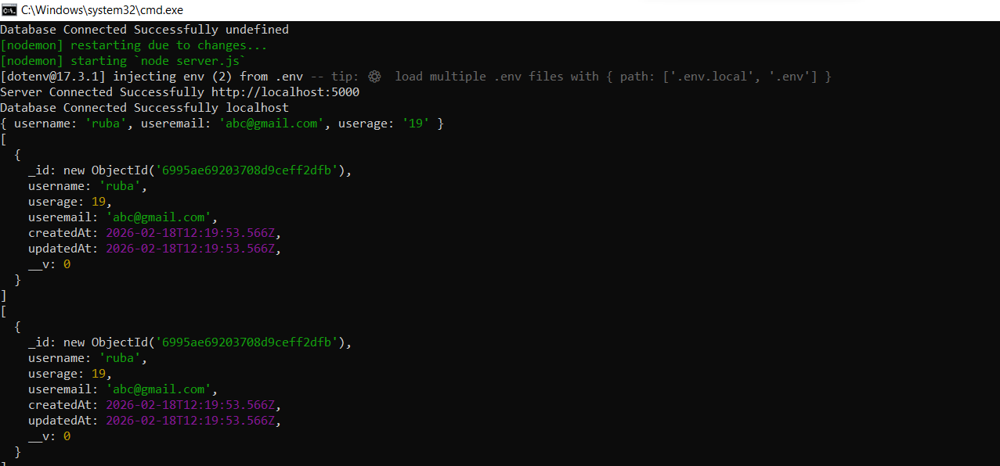 C:\Windows\system32\cmd.exe
Database Connected Successfully undefined
[nodemon] restarting due to changes...
[nodemon] starting `node server.js`
[dotenv@17.3.1] injecting env (2) from .env -- tip: ⚙️ load multiple .env files with { path: ['.env.local', '.env'] }
Server Connected Successfully http://localhost:5000
Database Connected Successfully localhost
{ username: 'ruba', useremail: 'abc@gmail.com', userage: '19' }
[
  {
    _id: new ObjectId('6995ae69203708d9ceff2dfb'),
    username: 'ruba',
    userage: 19,
    useremail: 'abc@gmail.com',
    createdAt: 2026-02-18T12:19:53.566Z,
    updatedAt: 2026-02-18T12:19:53.566Z,
    __v: 0
  }
]
[
  {
    _id: new ObjectId('6995ae69203708d9ceff2dfb'),
    username: 'ruba',
    userage: 19,
    useremail: 'abc@gmail.com',
    createdAt: 2026-02-18T12:19:53.566Z,
    updatedAt: 2026-02-18T12:19:53.566Z,
    __v: 0
  }
]